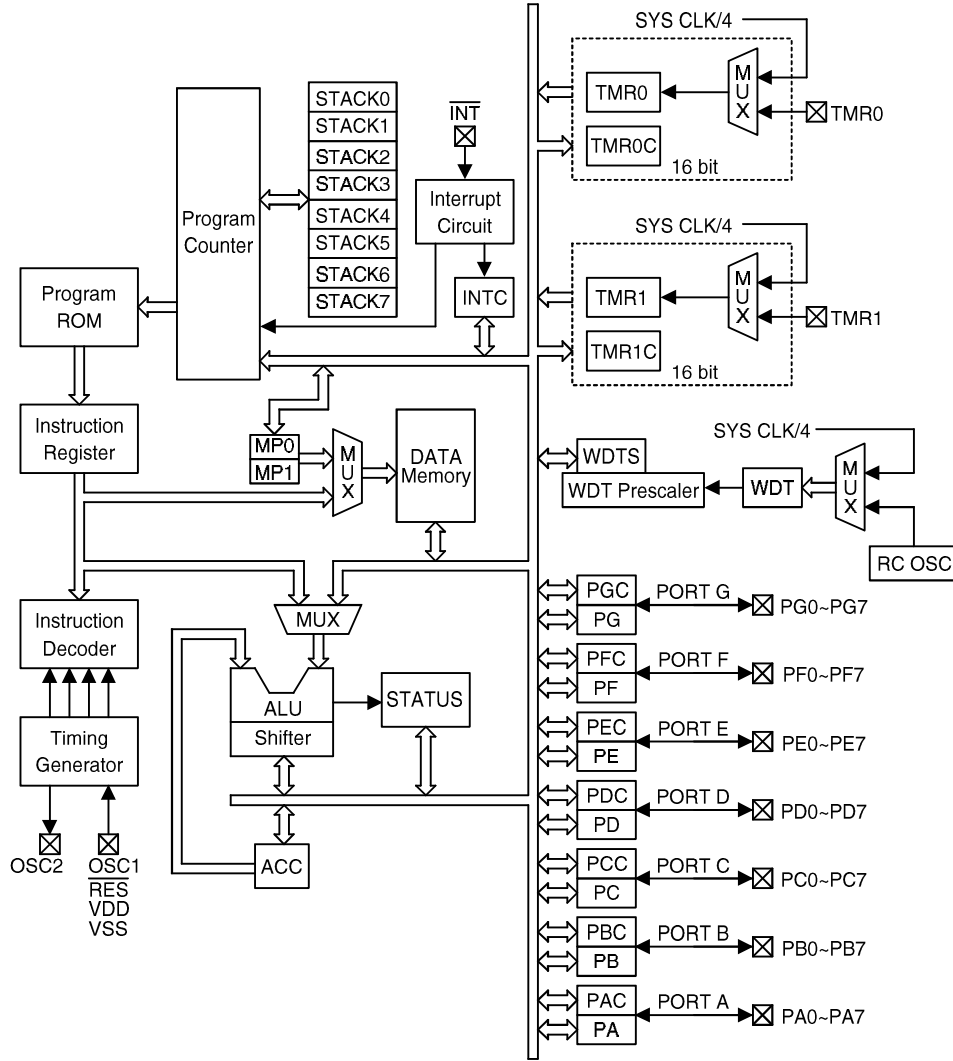 SYS CLK/4
TMR0
MUX
TMR0
TMR0C
16 bit
STACK0
STACK1
STACK2
STACK3
STACK4
STACK5
STACK6
STACK7
INT
Interrupt
Circuit
INTC
Program
Counter
Program
ROM
SYS CLK/4
TMR1
MUX
TMR1
TMR1C
16 bit
Instruction
Register
MP0
MP1
MUX
DATA
Memory
SYS CLK/4
WDTS
WDT Prescaler
WDT
MUX
RC OSC
Instruction
Decoder
MUX
ALU
Shifter
STATUS
Timing
Generator
OSC2
OSC1
RES
VDD
VSS
ACC
PGC
PG
PORT G
PG0~PG7
PFC
PF
PORT F
PF0~PF7
PEC
PE
PORT E
PE0~PE7
PDC
PD
PORT D
PD0~PD7
PCC
PC
PORT C
PC0~PC7
PBC
PB
PORT B
PB0~PB7
PAC
PA
PORT A
PA0~PA7